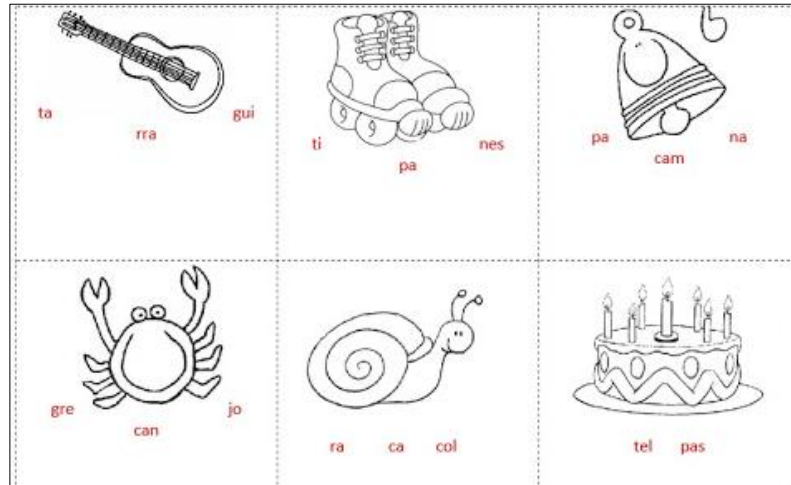 ta rra gui
ti pa nes
pa cam na
gre can jo
ra ca col
tel pas